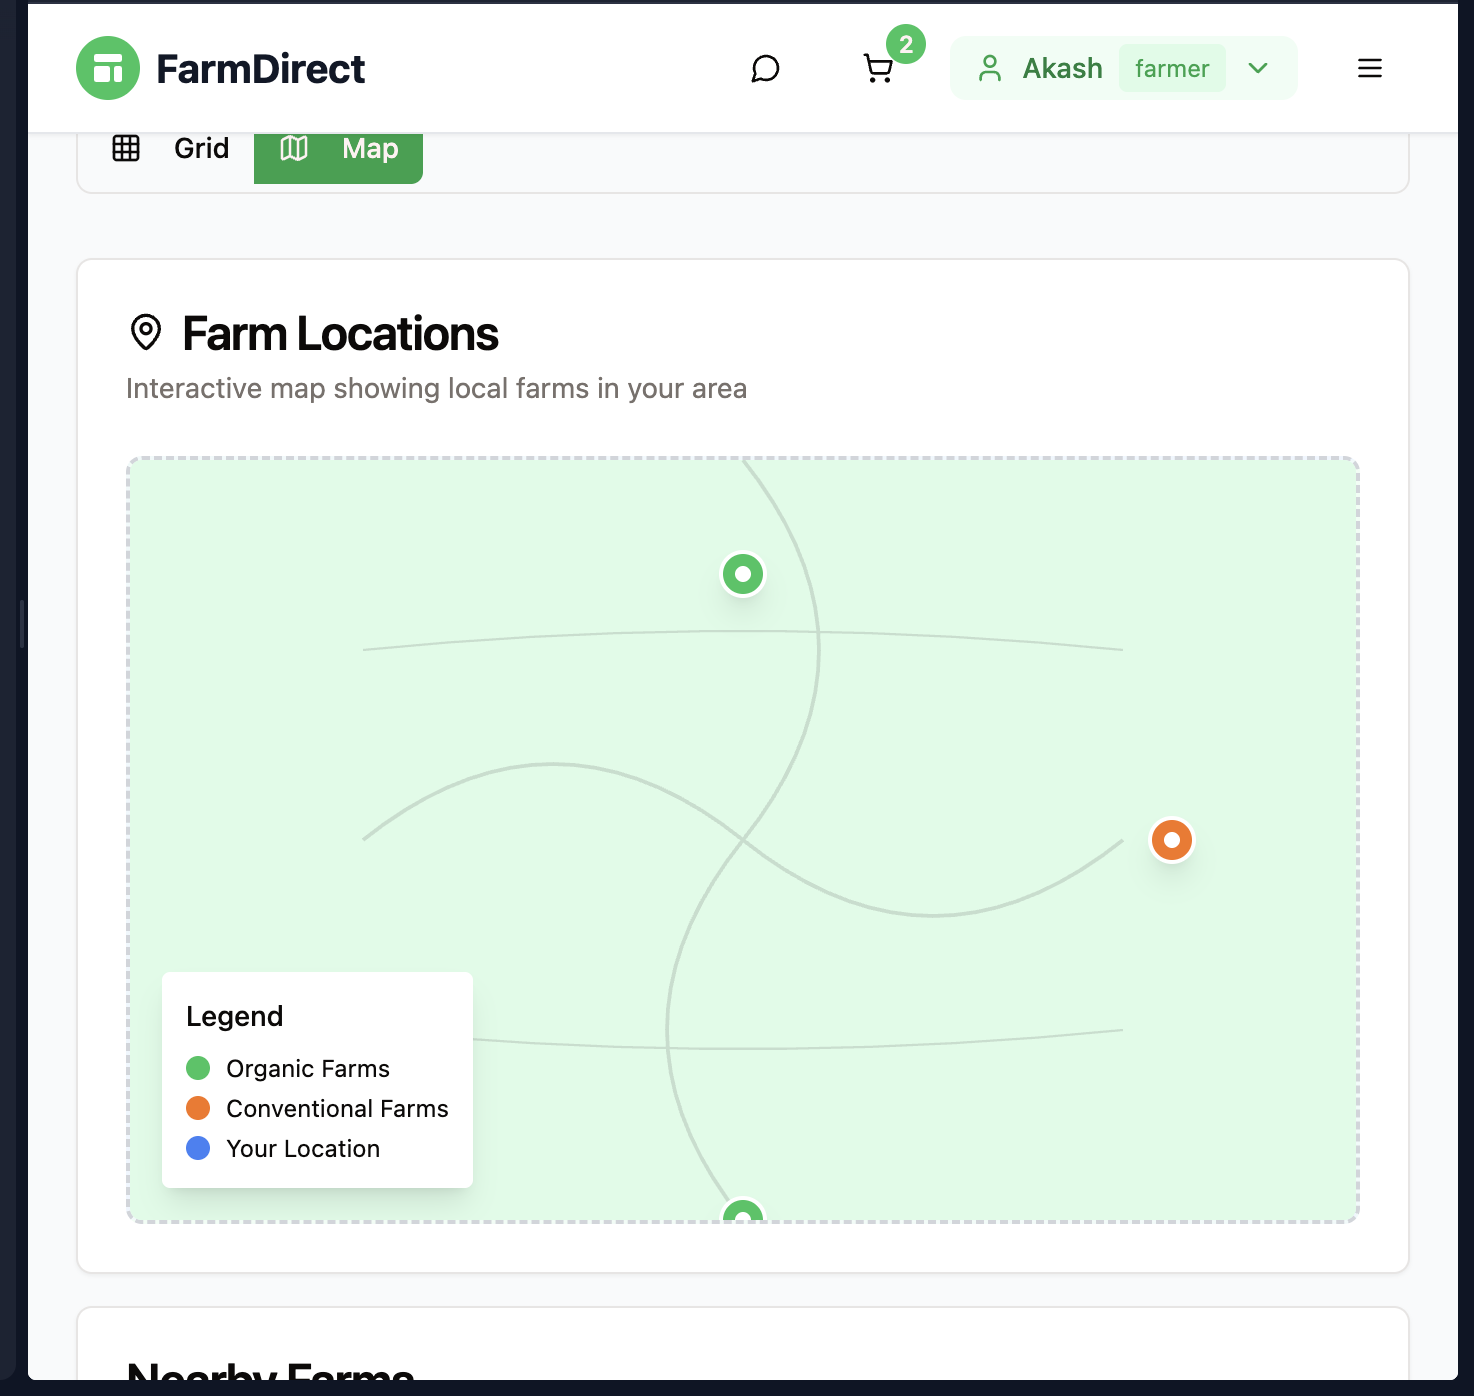 FarmDirect
2
Akash
farmer
Grid
Map
Farm Locations
Interactive map showing local farms in your area
Legend
Organic Farms
Conventional Farms
Your Location
Nearby Farms